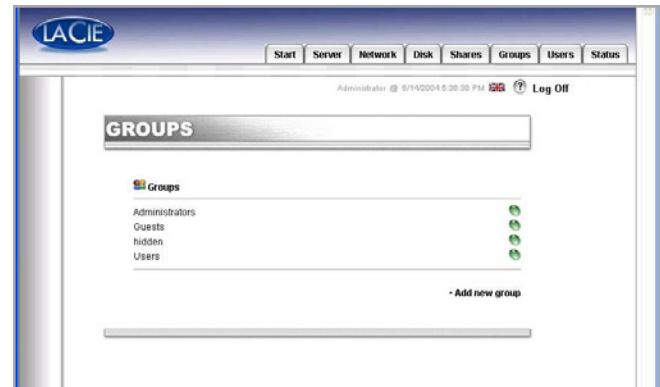 LACIE
Start Server Network Disk Shares Groups Users Status
Administrator @ 6/14/2004 5:38:38 PM ? Log Off
GROUPS
Groups
Administrators
Guests
hidden
Users
- Add new group